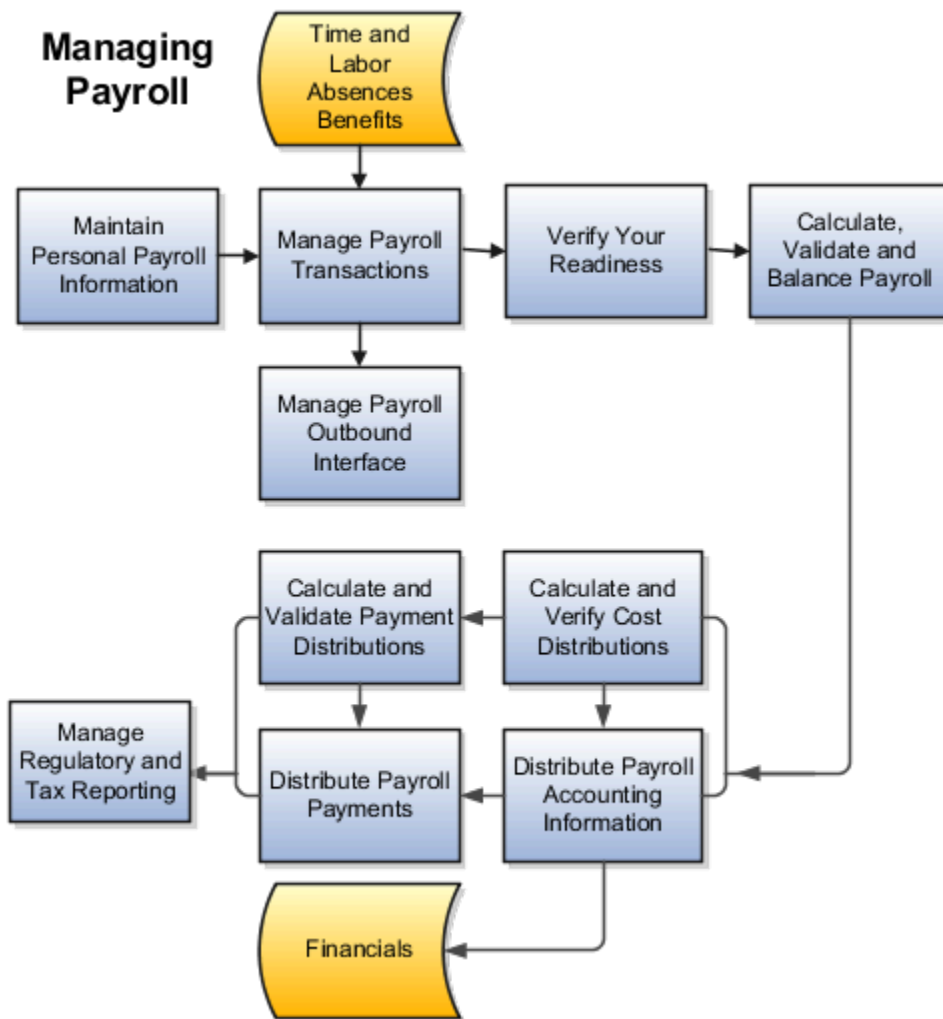 Managing
Payroll
Time and
Labor
Absences
Benefits
Maintain
Personal Payroll
Information
Manage Payroll
Transactions
Verify Your
Readiness
Calculate,
Validate and
Balance Payroll
Manage Payroll
Outbound
Interface
Calculate and
Validate Payment
Distributions
Calculate and
Verify Cost
Distributions
Manage
Regulatory and
Tax Reporting
Distribute Payroll
Payments
Distribute Payroll
Accounting
Information
Financials